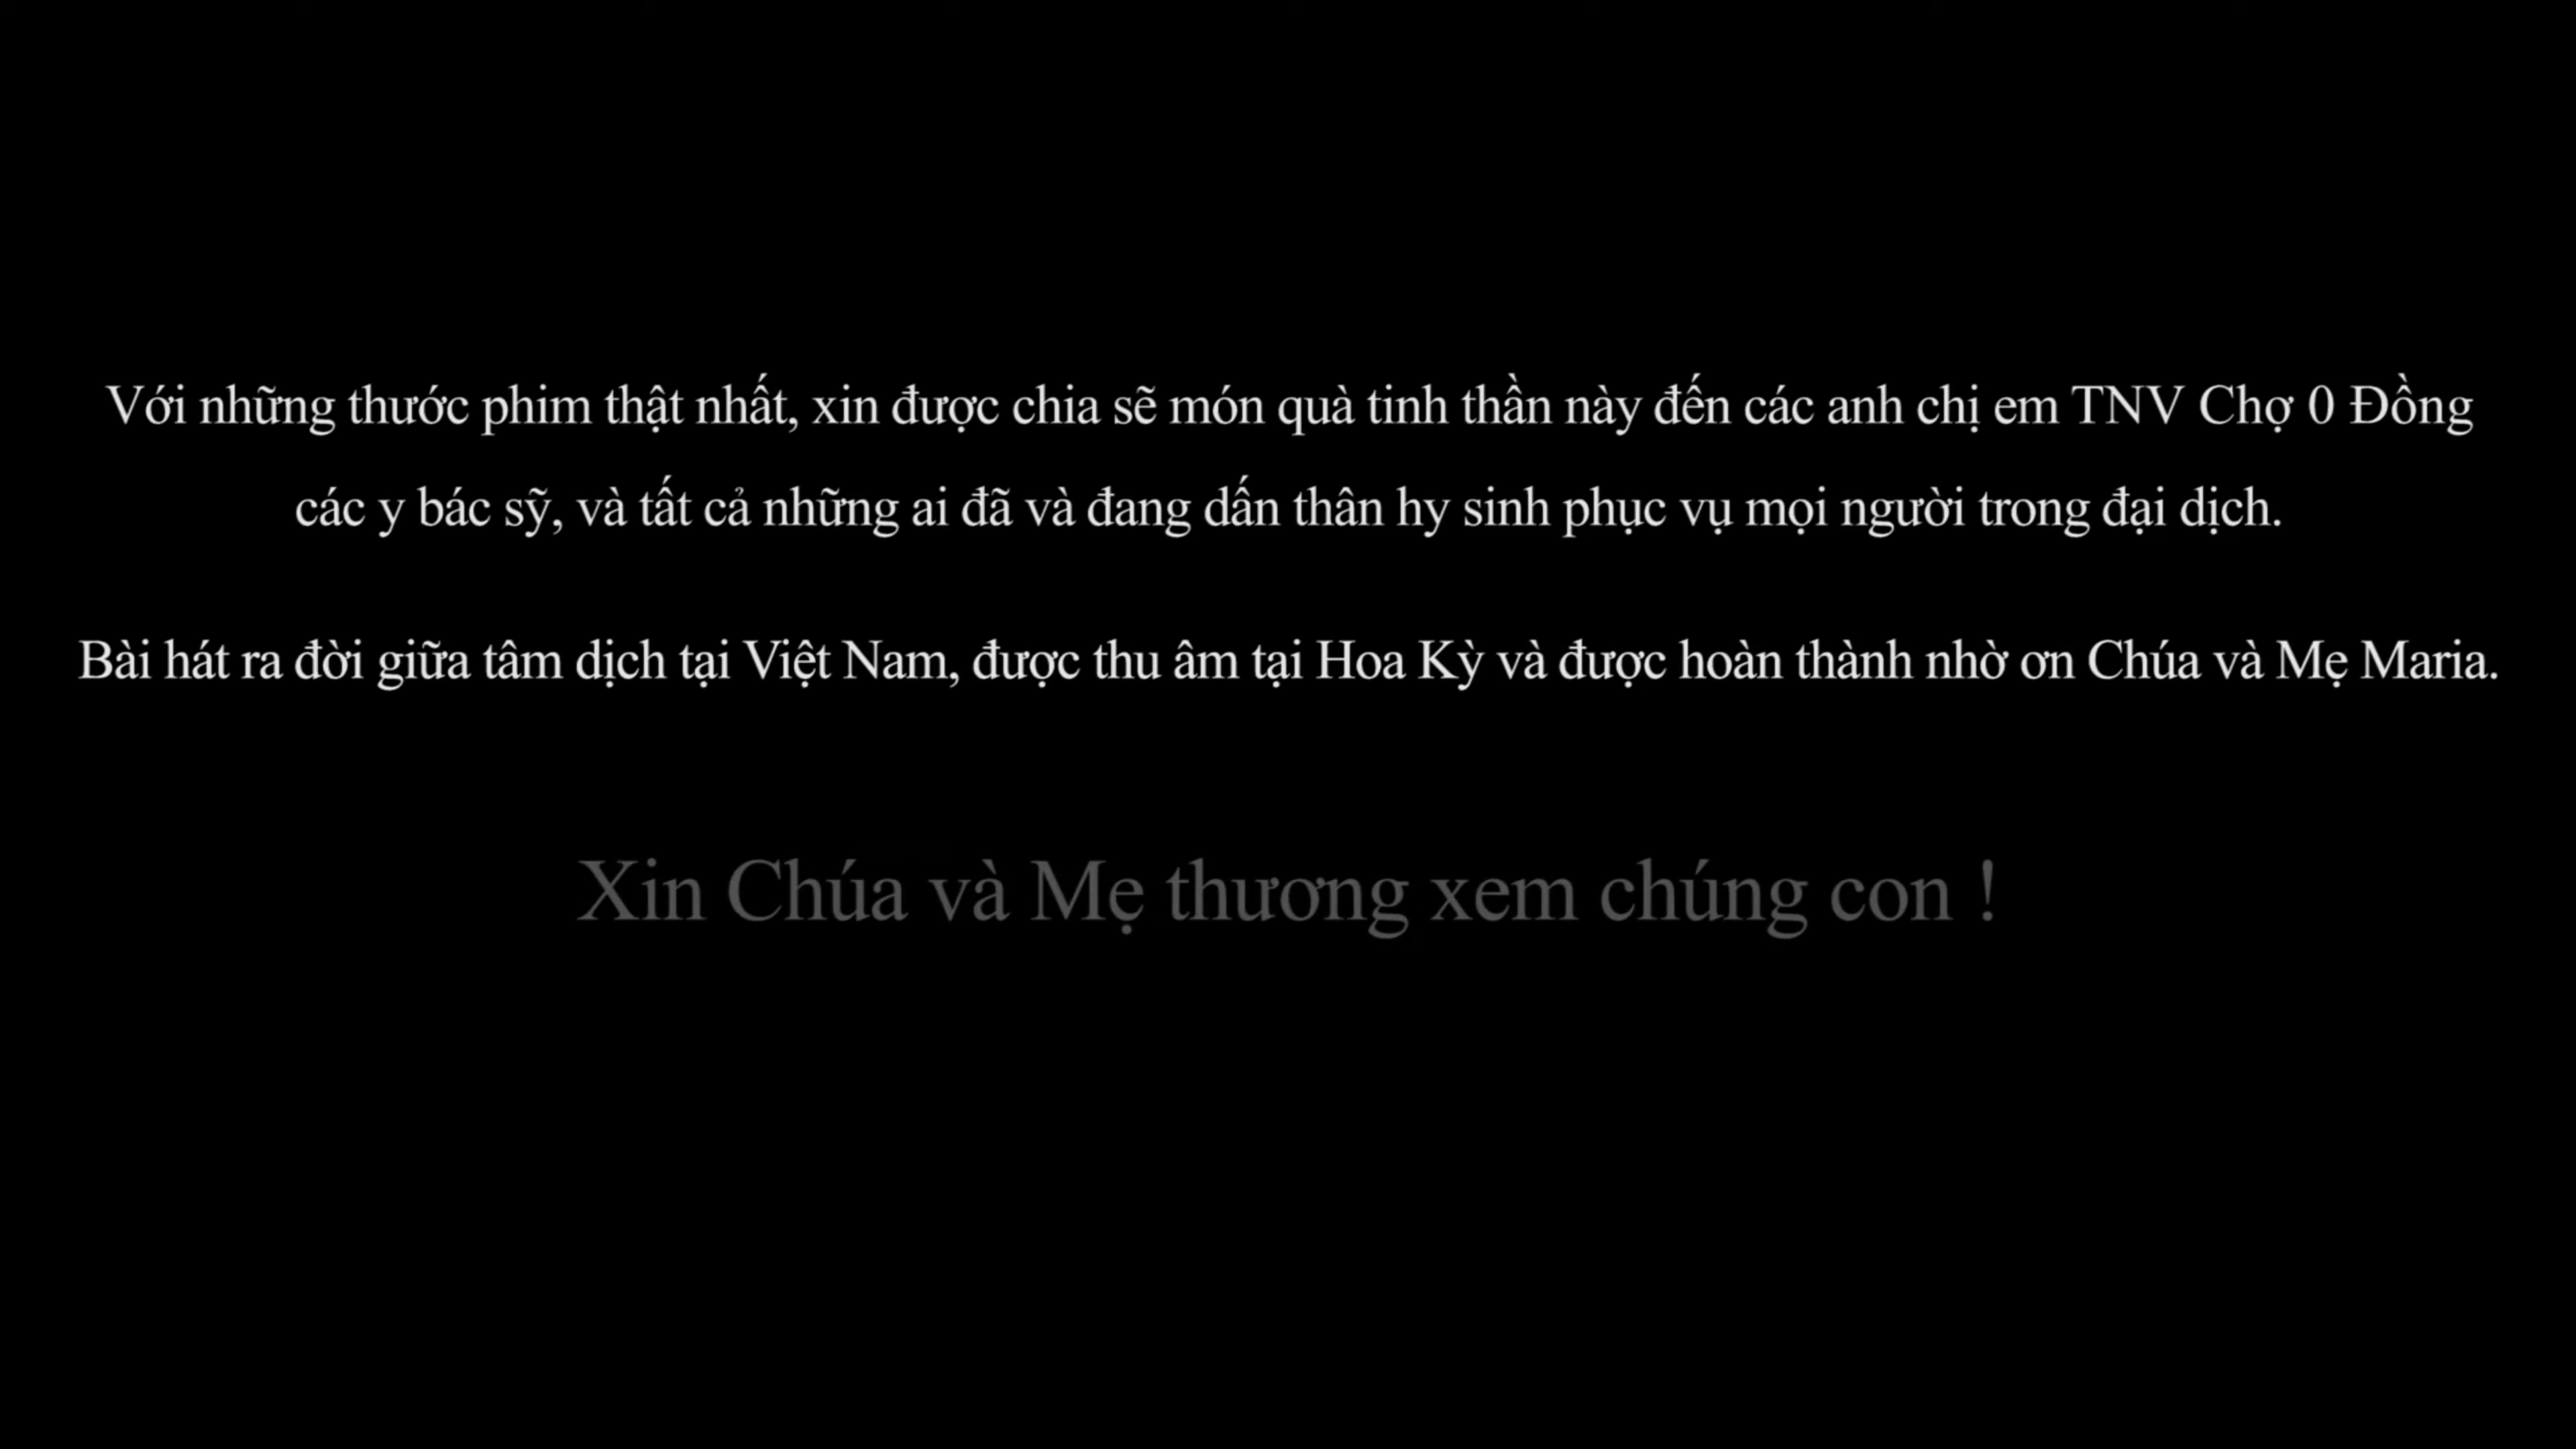 Với những thước phim thật nhất, xin được chia sẽ món quà tinh thần này đến các anh chị em TNV Chợ 0 Đồng
các y bác sỹ, và tất cả những ai đã và đang dấn thân hy sinh phục vụ mọi người trong đại dịch.
Bài hát ra đời giữa tâm dịch tại Việt Nam, được thu âm tại Hoa Kỳ và được hoàn thành nhờ ơn Chúa và Mẹ Maria.
Xin Chúa và Mẹ thương xem chúng con !